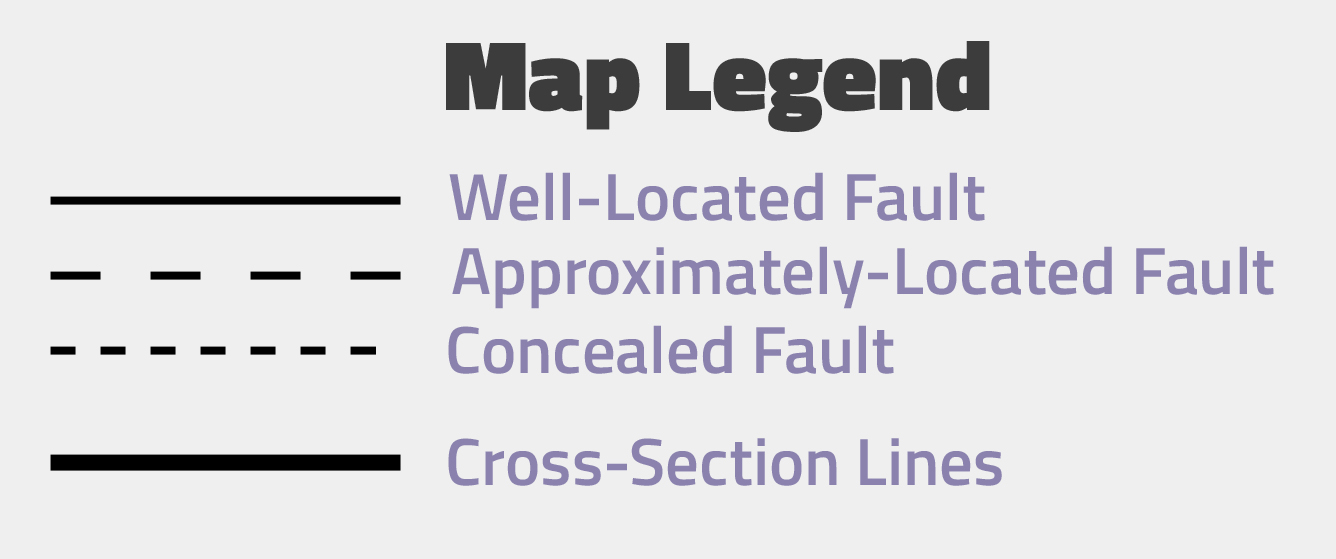 Map Legend
Well-Located Fault
Approximately-Located Fault
Concealed Fault
Cross-Section Lines